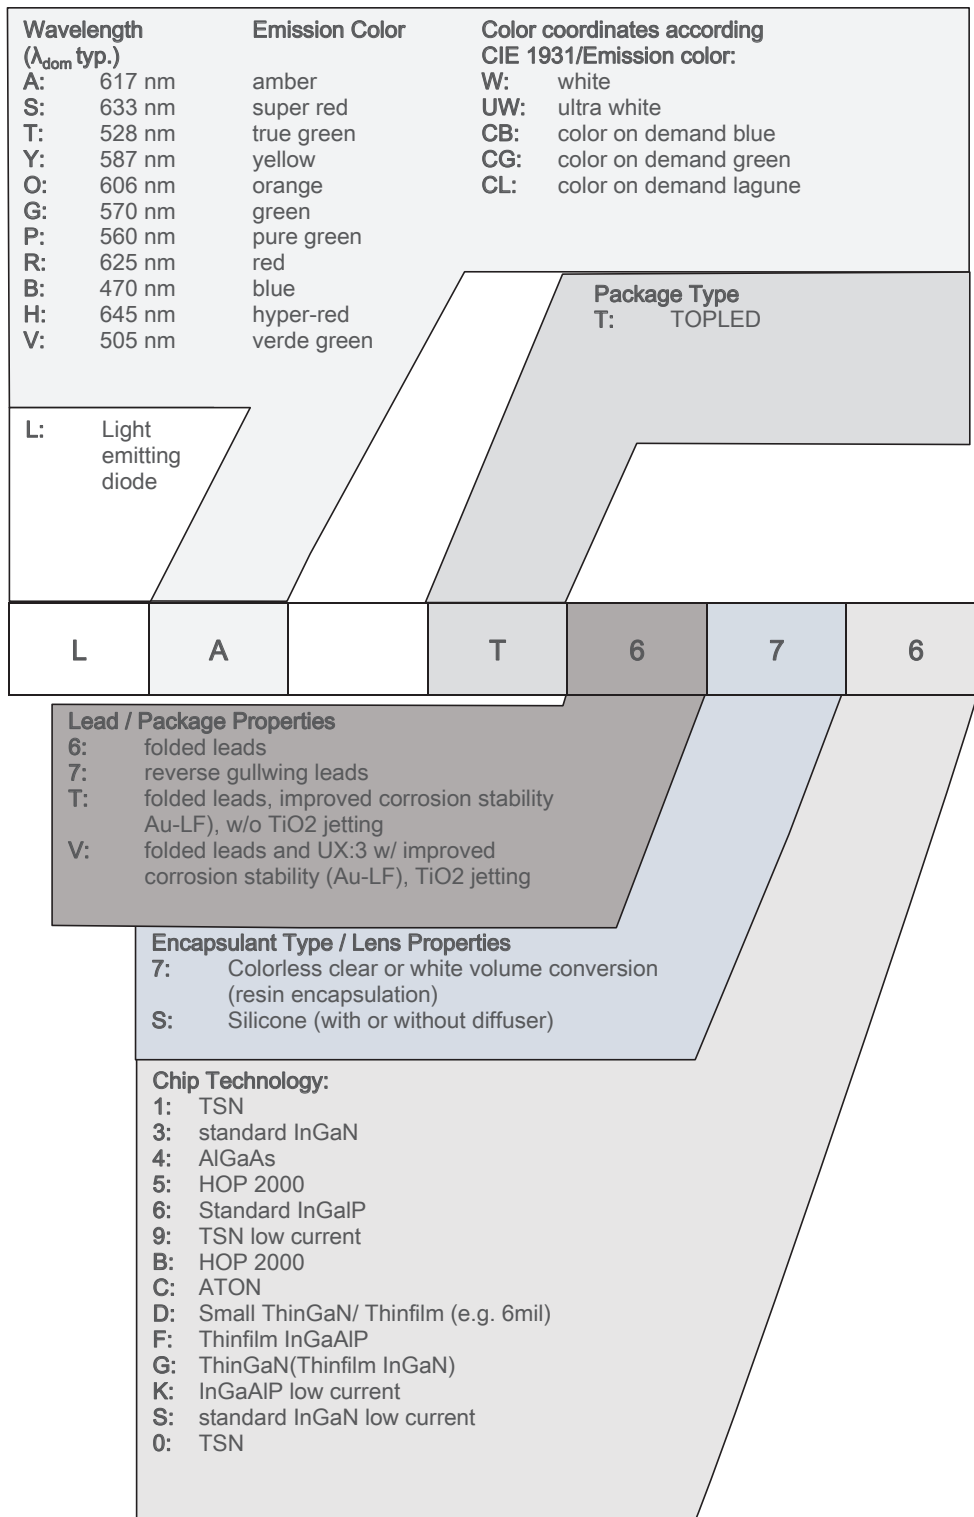 Wavelength Emission Color Color coordinates according
(λdom typ.) CIE 1931/Emission color:
A: 617 nm amber W: white
S: 633 nm super red UW: ultra white
T: 528 nm true green CB: color on demand blue
Y: 587 nm yellow CG: color on demand green
O: 606 nm orange CL: color on demand lagune
G: 570 nm green
P: 560 nm pure green
R: 625 nm red
B: 470 nm blue
H: 645 nm hyper-red
V: 505 nm verde green
Package Type
T: TOPLED
L: Light
emitting
diode
L A T 6 7 6
Lead / Package Properties
6: folded leads
7: reverse gullwing leads
T: folded leads, improved corrosion stability
Au-LF), w/o TiO2 jetting
V: folded leads and UX:3 w/ improved
corrosion stability (Au-LF), TiO2 jetting
Encapsulant Type / Lens Properties
7: Colorless clear or white volume conversion
(resin encapsulation)
S: Silicone (with or without diffuser)
Chip Technology:
1: TSN
3: standard InGaN
4: AlGaAs
5: HOP 2000
6: Standard InGalP
9: TSN low current
B: HOP 2000
C: ATON
D: Small ThinGaN/ Thinfilm (e.g. 6mil)
F: Thinfilm InGaAlP
G: ThinGaN(Thinfilm InGaN)
K: InGaAlP low current
S: standard InGaN low current
0: TSN